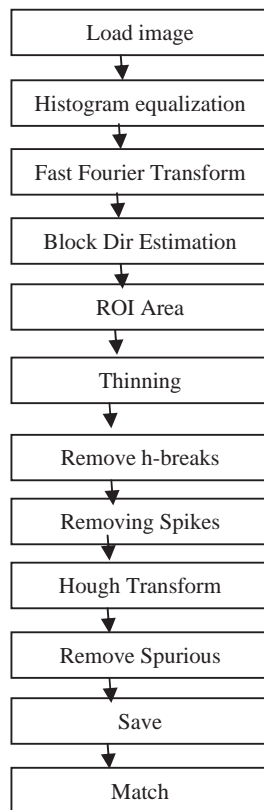 Load image
Histogram equalization
Fast Fourier Transform
Block Dir Estimation
ROI Area
Thinning
Remove h-breaks
Removing Spikes
Hough Transform
Remove Spurious
Save
Match